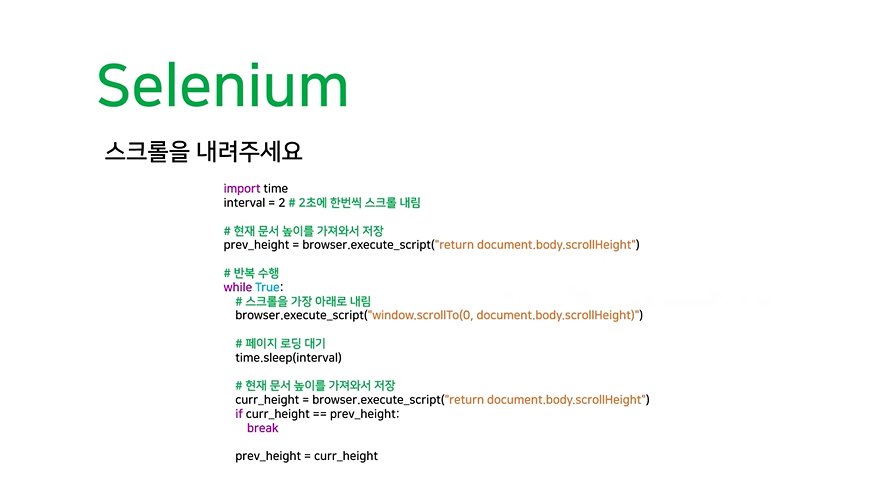 Selenium
스크롤을 내려주세요
import time
interval = 2 # 2초에 한번씩 스크롤 내림
# 현재 문서 높이를 가져와서 저장
prev_height = browser.execute_script("return document.body.scrollHeight")
# 반복 수행
while True:
# 스크롤을 가장 아래로 내림
browser.execute_script("window.scrollTo(0, document.body.scrollHeight)")
# 페이지 로딩 대기
time.sleep(interval)
# 현재 문서 높이를 가져와서 저장
curr_height = browser.execute_script("return document.body.scrollHeight")
if curr_height == prev_height:
break
prev_height = curr_height